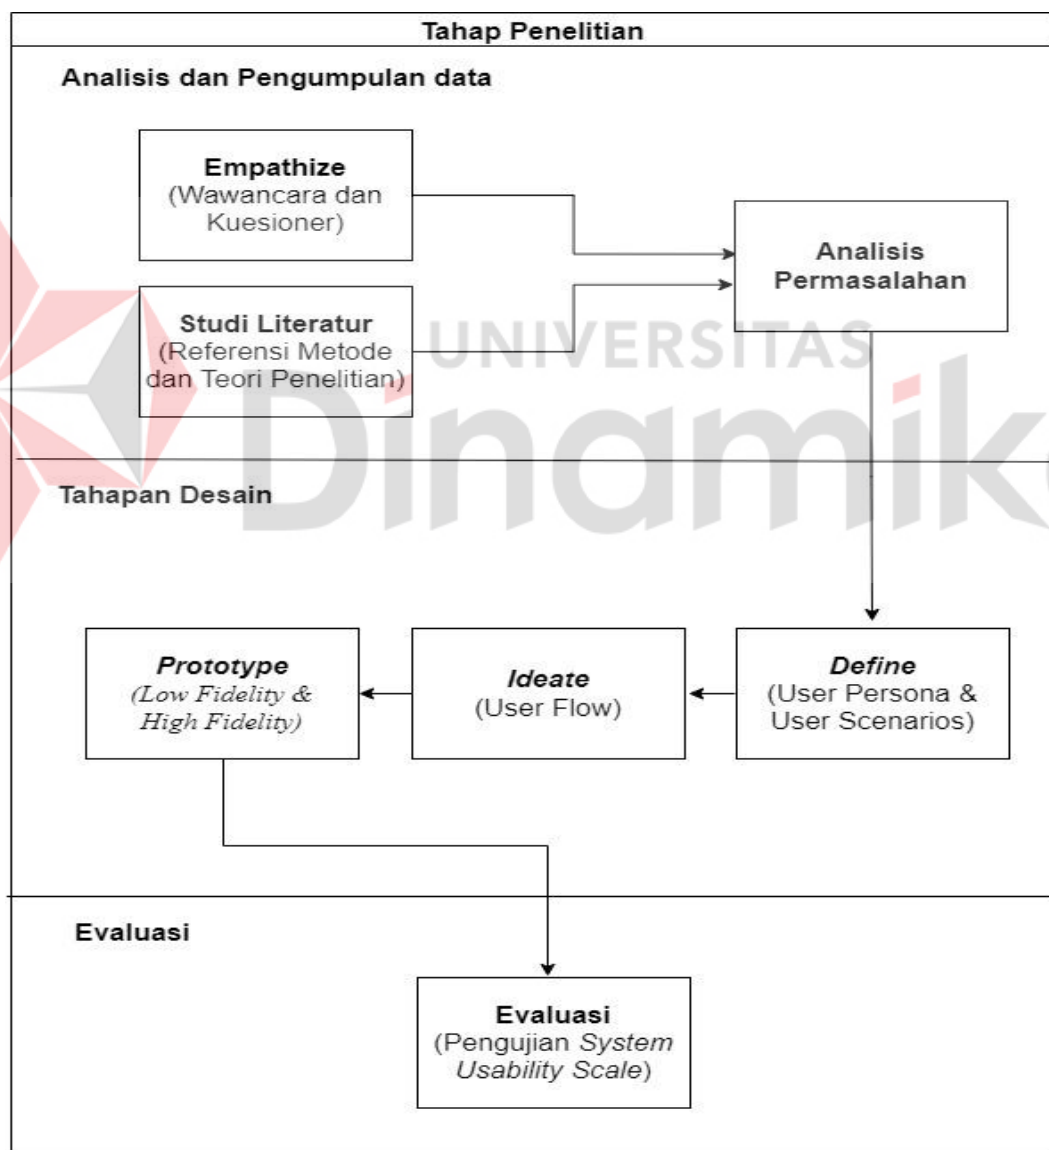 Tahap Penelitian
Analisis dan Pengumpulan data
Empathize
(Wawancara dan
Kuesioner)
Analisis
Permasalahan
Studi Literatur
(Referensi Metode
dan Teori Penelitian)
UNIVERSITAS
Dinamika
Tahapan Desain
Prototype
(Low Fidelity &
High Fidelity)
Ideate
(User Flow)
Define
(User Persona &
User Scenarios)
Evaluasi
Evaluasi
(Pengujian System
Usability Scale)